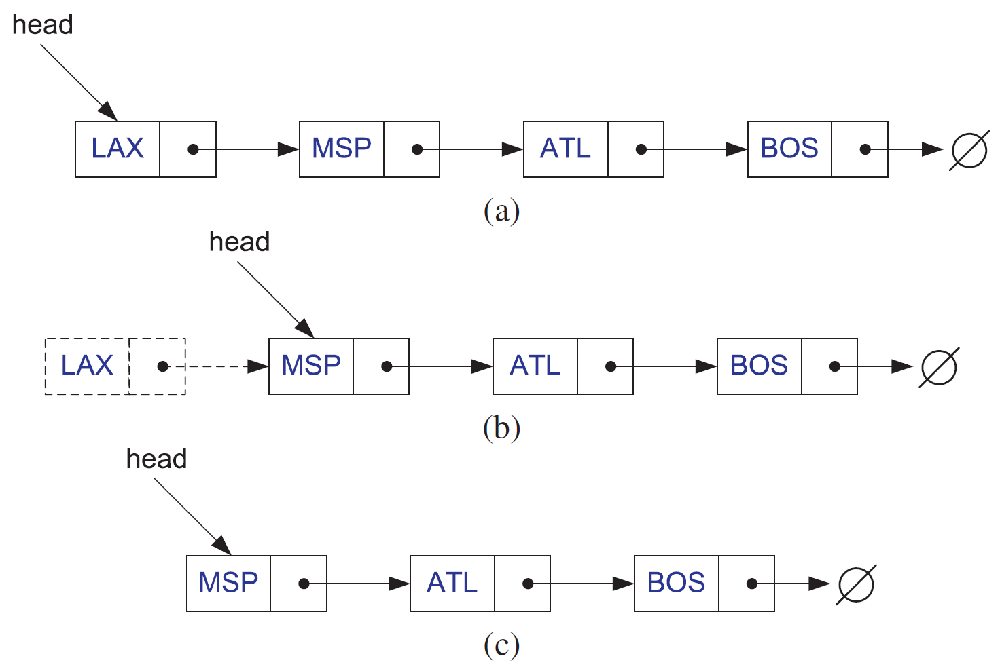 head
LAX MSP ATL BOS ∅
(a)
head
LAX MSP ATL BOS ∅
(b)
head
MSP ATL BOS ∅
(c)